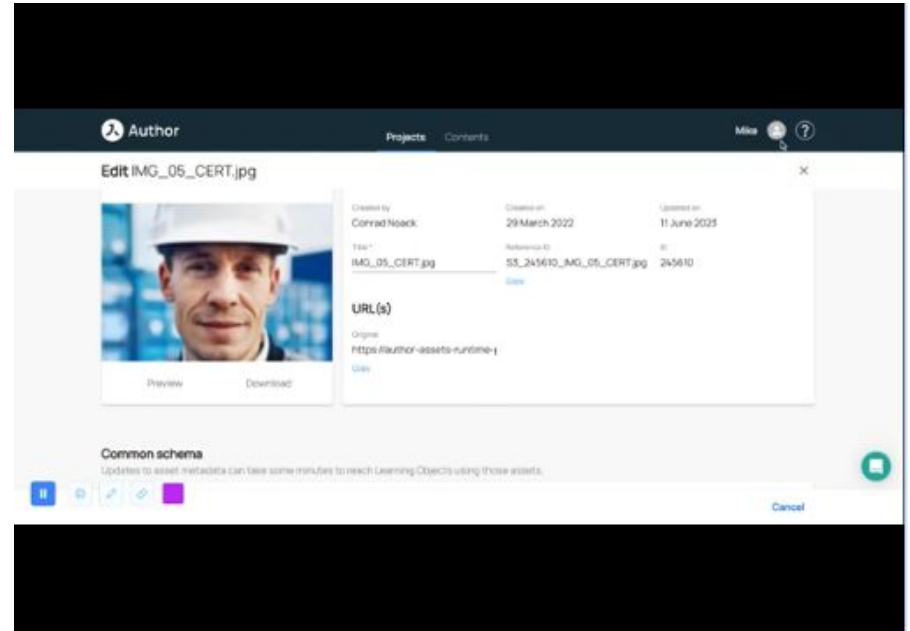 Author
Projects Contents
Mike ?
Edit IMG_05_CERT.jpg
Created by Created on Updated on
Conrad Noack 29 March 2022 11 June 2023
Title * Reference ID ID
IMG_05_CERT.jpg S3_245610_IMG_05_CERT.jpg 245610
Copy
URL(s)
Original
https://author-assets-runtime-p
Copy
Preview Download
Common schema
Updates to asset metadata can take some minutes to reach Learning Objects using those assets.
Cancel